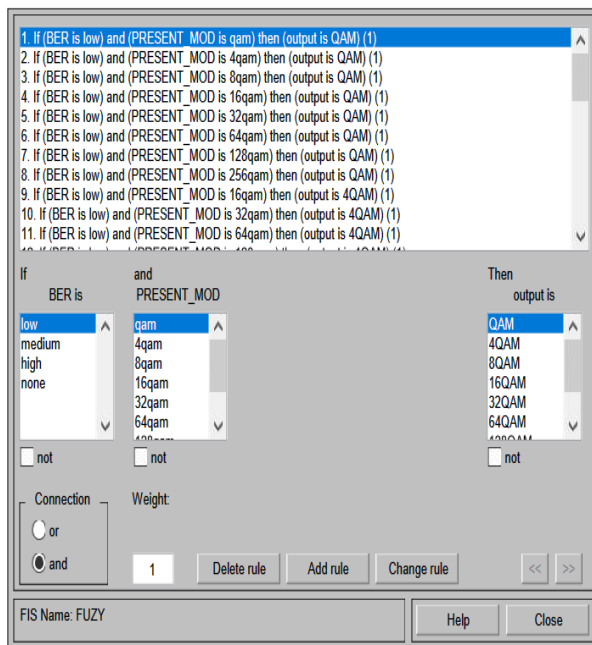 1. If (BER is low) and (PRESENT_MOD is qam) then (output is QAM) (1)
2. If (BER is low) and (PRESENT_MOD is 4qam) then (output is QAM) (1)
3. If (BER is low) and (PRESENT_MOD is 8qam) then (output is QAM) (1)
4. If (BER is low) and (PRESENT_MOD is 16qam) then (output is QAM) (1)
5. If (BER is low) and (PRESENT_MOD is 32qam) then (output is QAM) (1)
6. If (BER is low) and (PRESENT_MOD is 64qam) then (output is QAM) (1)
7. If (BER is low) and (PRESENT_MOD is 128qam) then (output is QAM) (1)
8. If (BER is low) and (PRESENT_MOD is 256qam) then (output is QAM) (1)
9. If (BER is low) and (PRESENT_MOD is 16qam) then (output is 4QAM) (1)
10. If (BER is low) and (PRESENT_MOD is 32qam) then (output is 4QAM) (1)
11. If (BER is low) and (PRESENT_MOD is 64qam) then (output is 4QAM) (1)
If and Then
BER is PRESENT_MOD output is
low qam QAM
medium 4qam 4QAM
high 8qam 8QAM
none 16qam 16QAM
32qam 32QAM
64qam 64QAM
not not not
Connection Weight:
or
and 1 Delete rule Add rule Change rule << >>
FIS Name: FUZY Help Close